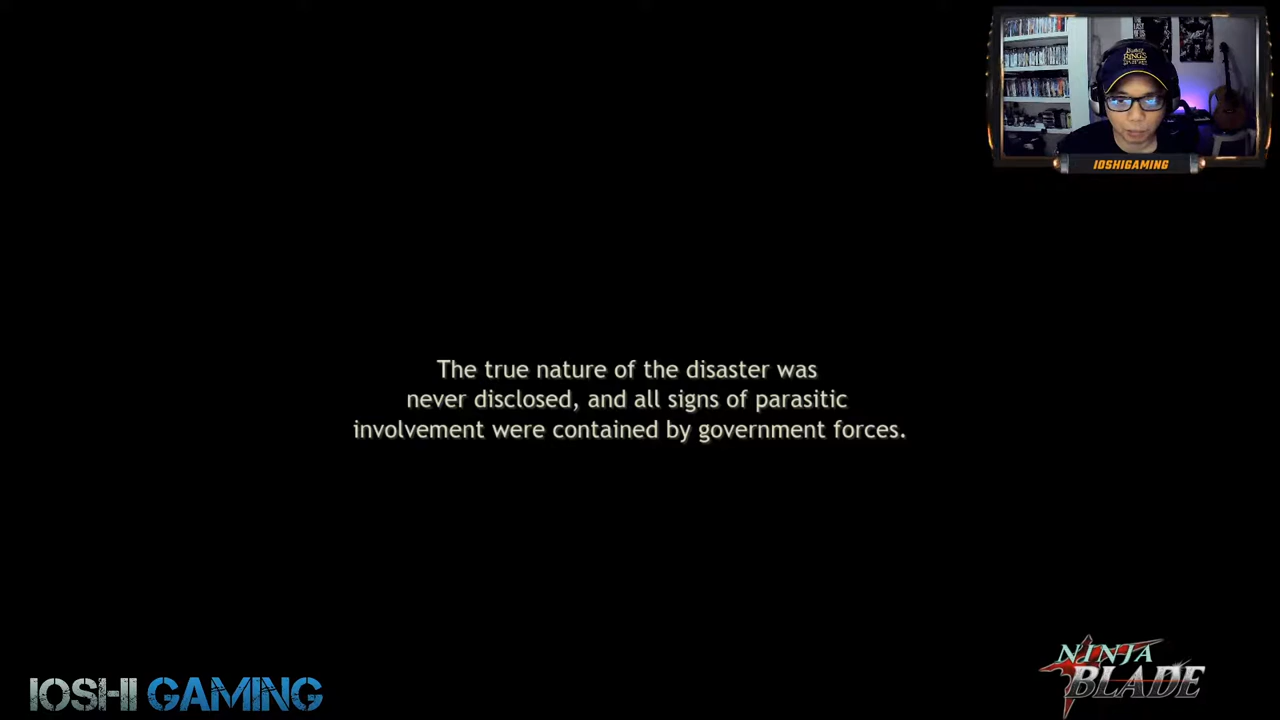 IOSHIGAMING
The true nature of the disaster was
never disclosed, and all signs of parasitic
involvement were contained by government forces.
IOSHI GAMING
NINJA
BLADE